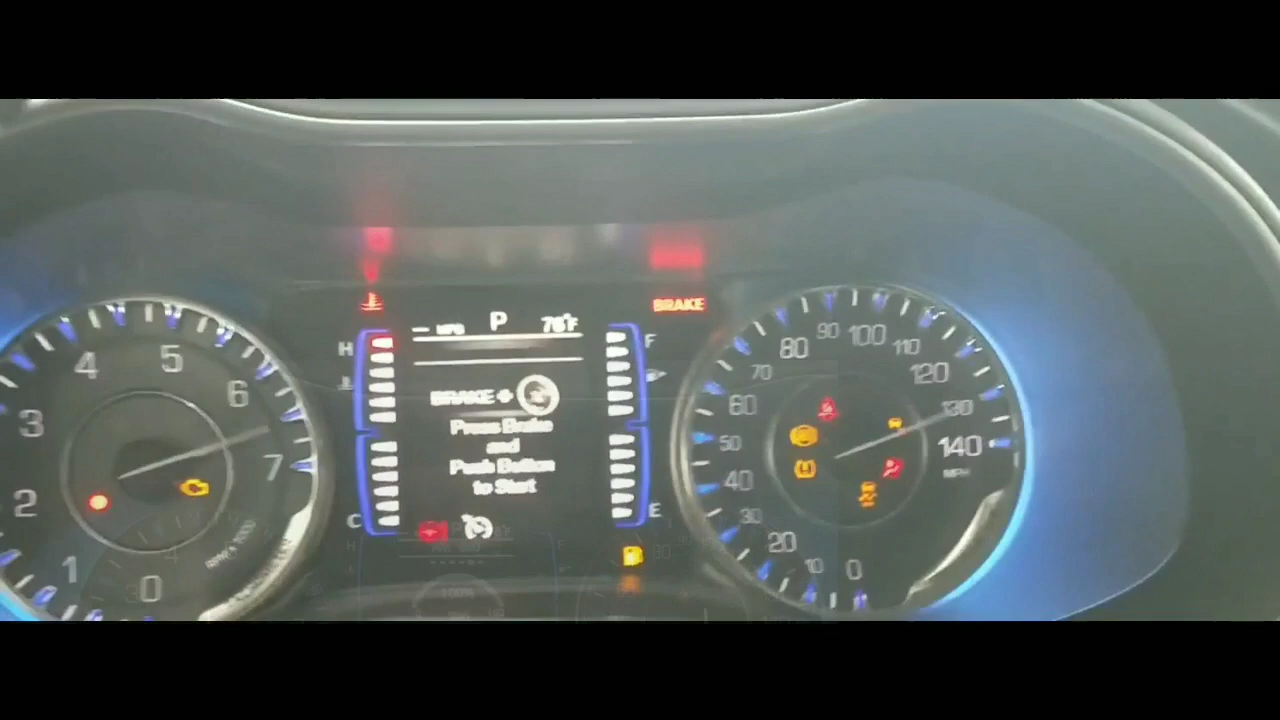 P 76°F
BRAKE
H
F
BRAKE +
Press Brake
and
Push Button
to Start
C
E
0
1
2
3
4
5
6
7
0
10
20
30
40
50
60
70
80
90
100
110
120
130
140
MPH